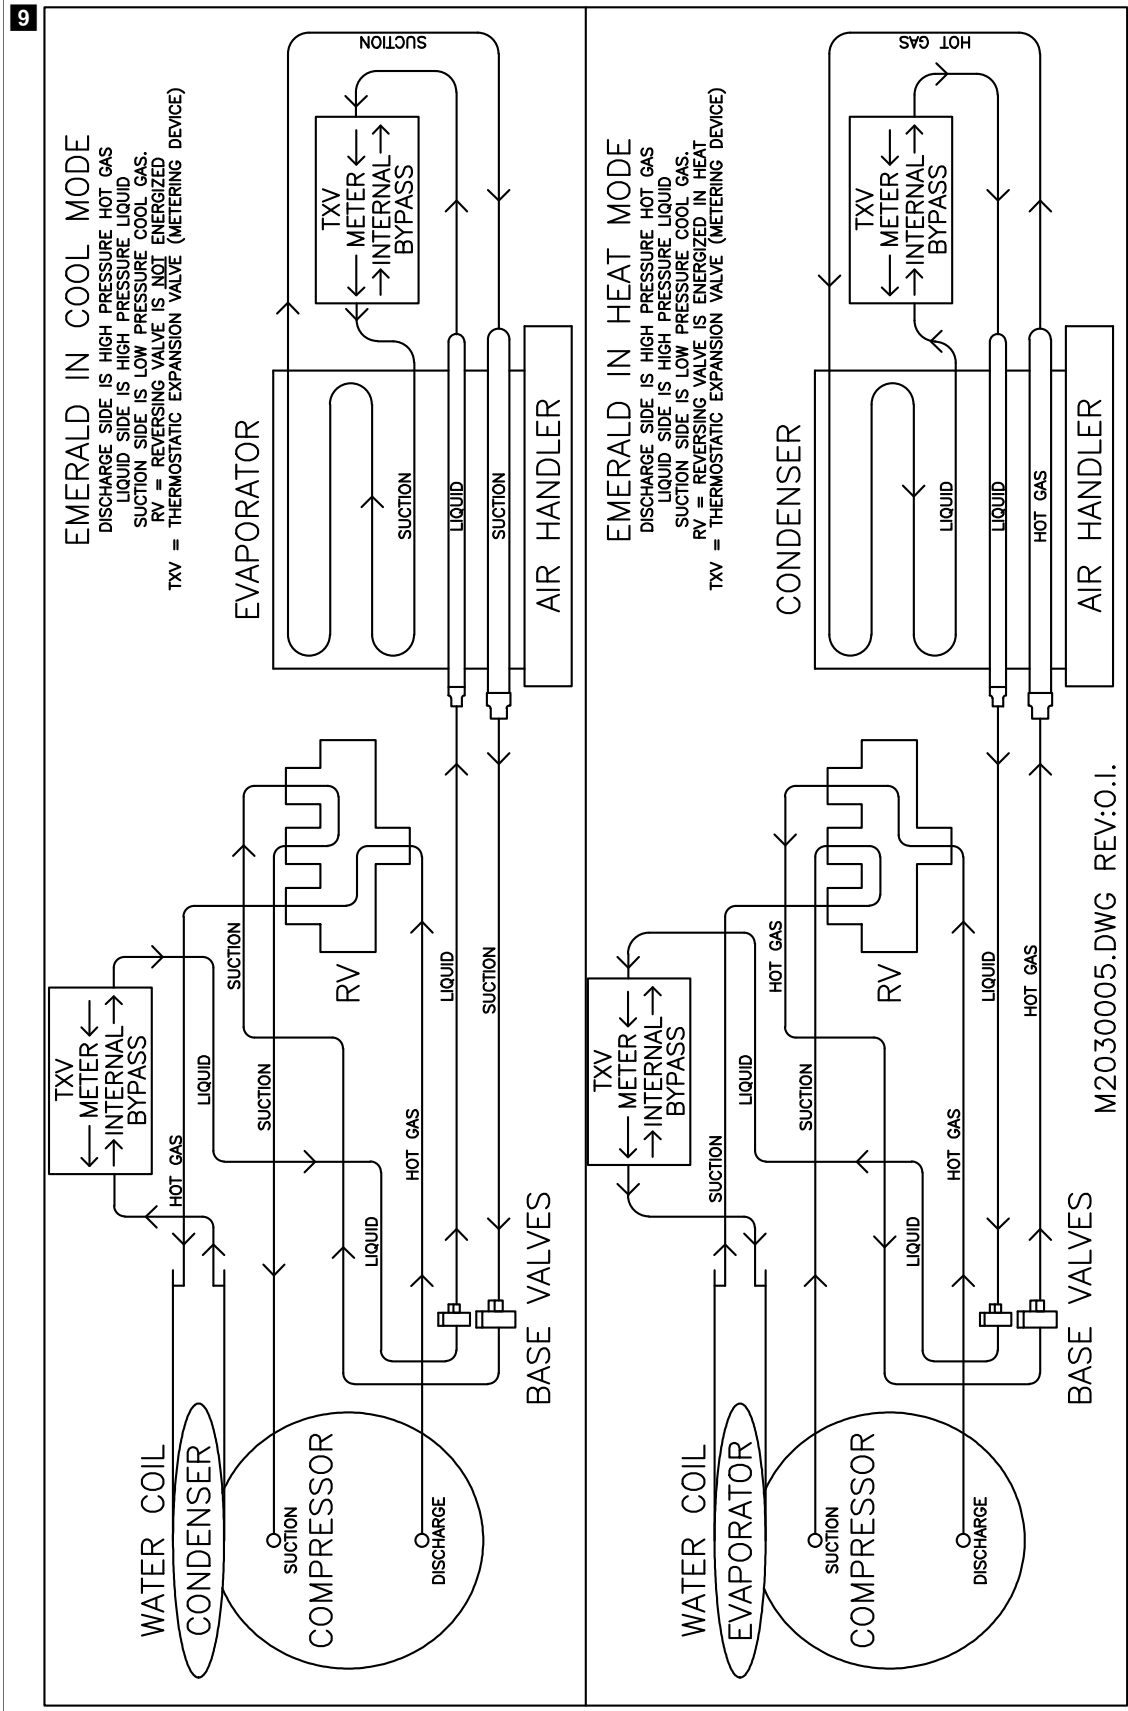 9
EMERALD IN COOL MODE
DISCHARGE SIDE IS HIGH PRESSURE HOT GAS
LIQUID SIDE IS HIGH PRESSURE LIQUID
SUCTION SIDE IS LOW PRESSURE COOL GAS.
RV = REVERSING VALVE IS NOT ENERGIZED
TXV = THERMOSTATIC EXPANSION VALVE (METERING DEVICE)
SUCTION
TXV
METER
INTERNAL
BYPASS
EVAPORATOR
SUCTION
LIQUID
SUCTION
AIR HANDLER
TXV
METER
INTERNAL
BYPASS
HOT GAS
LIQUID
SUCTION
SUCTION
RV
LIQUID
HOT GAS
LIQUID
SUCTION
BASE VALVES
WATER COIL
CONDENSER
SUCTION
COMPRESSOR
DISCHARGE
EMERALD IN HEAT MODE
DISCHARGE SIDE IS HIGH PRESSURE HOT GAS
LIQUID SIDE IS HIGH PRESSURE LIQUID
SUCTION SIDE IS LOW PRESSURE COOL GAS.
RV = REVERSING VALVE IS ENERGIZED IN HEAT
TXV = THERMOSTATIC EXPANSION VALVE (METERING DEVICE)
HOT GAS
TXV
METER
INTERNAL
BYPASS
CONDENSER
LIQUID
LIQUID
HOT GAS
AIR HANDLER
TXV
METER
INTERNAL
BYPASS
SUCTION
LIQUID
HOT GAS
SUCTION
RV
LIQUID
HOT GAS
LIQUID
HOT GAS
BASE VALVES
M2030005.DWG REV:O.I.
WATER COIL
EVAPORATOR
SUCTION
COMPRESSOR
DISCHARGE